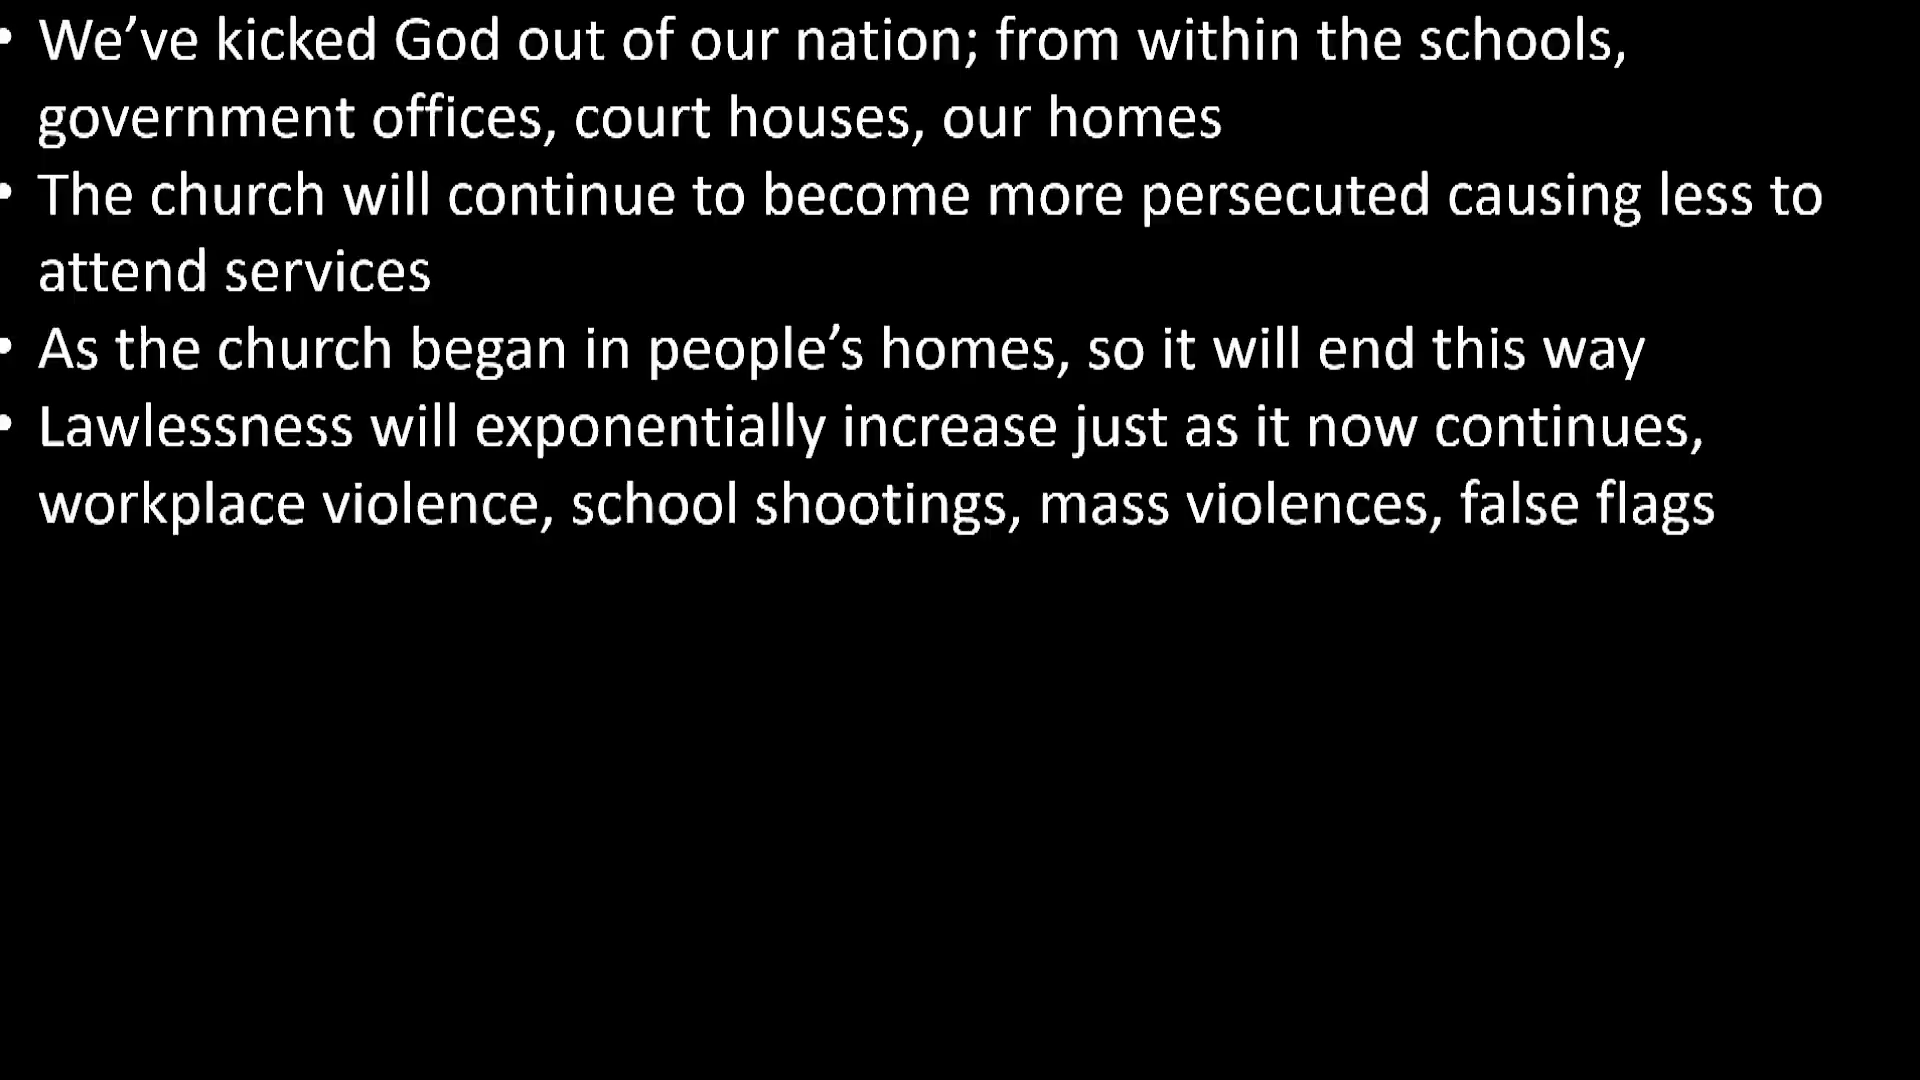 • We’ve kicked God out of our nation; from within the schools,
government offices, court houses, our homes
• The church will continue to become more persecuted causing less to
attend services
• As the church began in people’s homes, so it will end this way
• Lawlessness will exponentially increase just as it now continues,
workplace violence, school shootings, mass violences, false flags